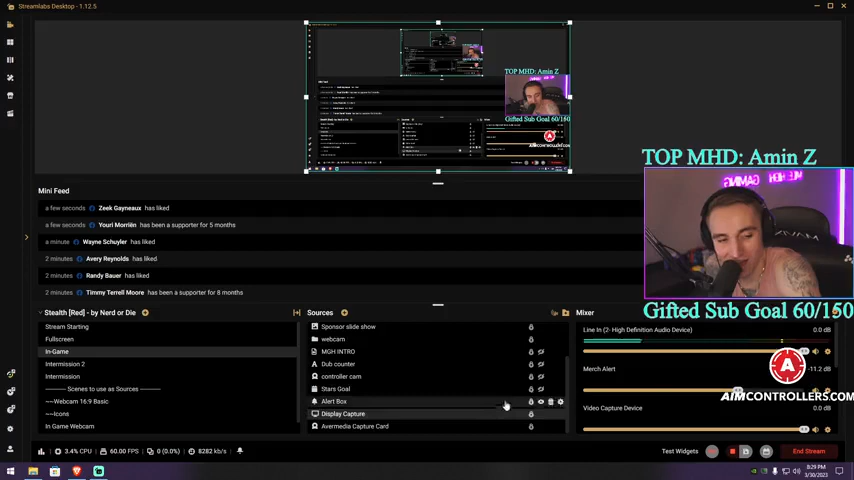 Streamlabs Desktop - 1.12.5
TOP MHD: Amin Z
Gifted Sub Goal 60/150
Mini Feed
a few seconds Zeek Gayneaux has liked
a few seconds Youri Morriën has been a supporter for 5 months
a minute Wayne Schuyler has liked
2 minutes Avery Reynolds has liked
2 minutes Randy Bauer has liked
2 minutes Timmy Terrell Moore has been a supporter for 8 months
TOP MHD: Amin Z
GAMING
Gifted Sub Goal 60/150
Stealth [Red] - by Nerd or Die
Stream Starting
Fullscreen
In-Game
Intermission 2
Intermission
-------- Scenes to use as Sources --------
~~Webcam 16:9 Basic
~~Icons
In Game Webcam
Sources
Sponsor slide show
webcam
MGH INTRO
Dub counter
controller cam
Stars Goal
Alert Box
Display Capture
Avermedia Capture Card
Mixer
Line In (2- High Definition Audio Device) 0.0 dB
Merch Alert -11.2 dB
Video Capture Device 0.0 dB
AIMCONTROLLERS.COM
3.4% CPU 60.00 FPS 0 (0.0%) 8282 kb/s
Test Widgets
End Stream
8:29 PM
3/30/2023